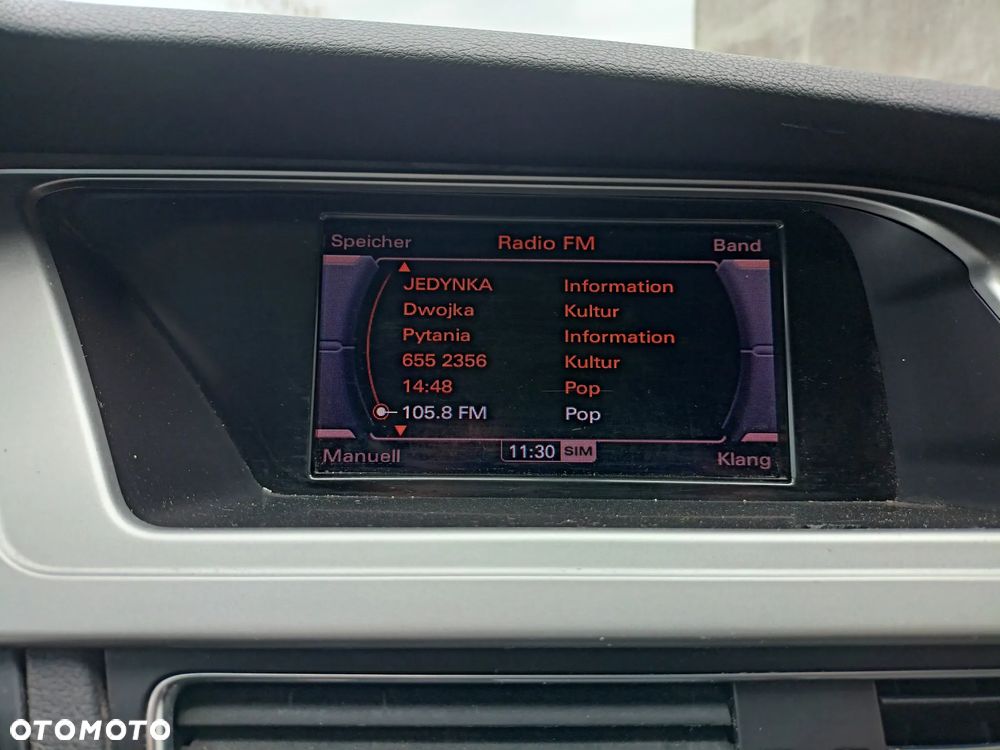 Speicher Radio FM Band
JEDYNKA Information
Dwojka Kultur
Pytania Information
655 2356 Kultur
14:48 Pop
105.8 FM Pop
Manuell 11:30 SIM Klang
OTOMOTO